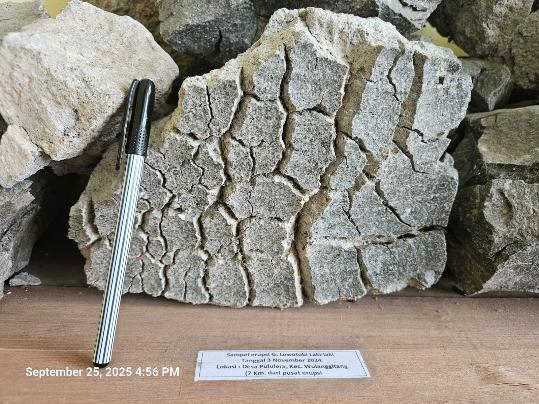 Sampel erupsi G. Lewotobi Laki-laki
Tanggal 3 November 2024
Lokasi : Desa Pululera, Kec. Wulanggitang
(7 Km. dari pusat erupsi)
September 25, 2025 4:56 PM